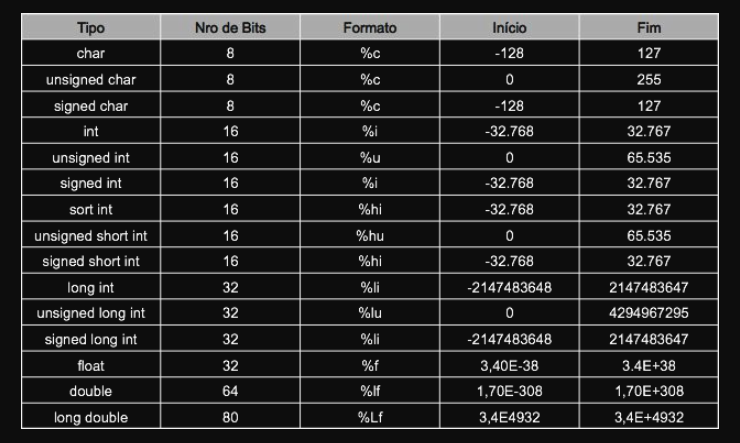 Tipo Nro de Bits Formato Início Fim
char 8 %c -128 127
unsigned char 8 %c 0 255
signed char 8 %c -128 127
int 16 %i -32.768 32.767
unsigned int 16 %u 0 65.535
signed int 16 %i -32.768 32.767
sort int 16 %hi -32.768 32.767
unsigned short int 16 %hu 0 65.535
signed short int 16 %hi -32.768 32.767
long int 32 %li -2147483648 2147483647
unsigned long int 32 %lu 0 4294967295
signed long int 32 %li -2147483648 2147483647
float 32 %f 3,40E-38 3.4E+38
double 64 %lf 1,70E-308 1,70E+308
long double 80 %Lf 3,4E4932 3,4E+4932